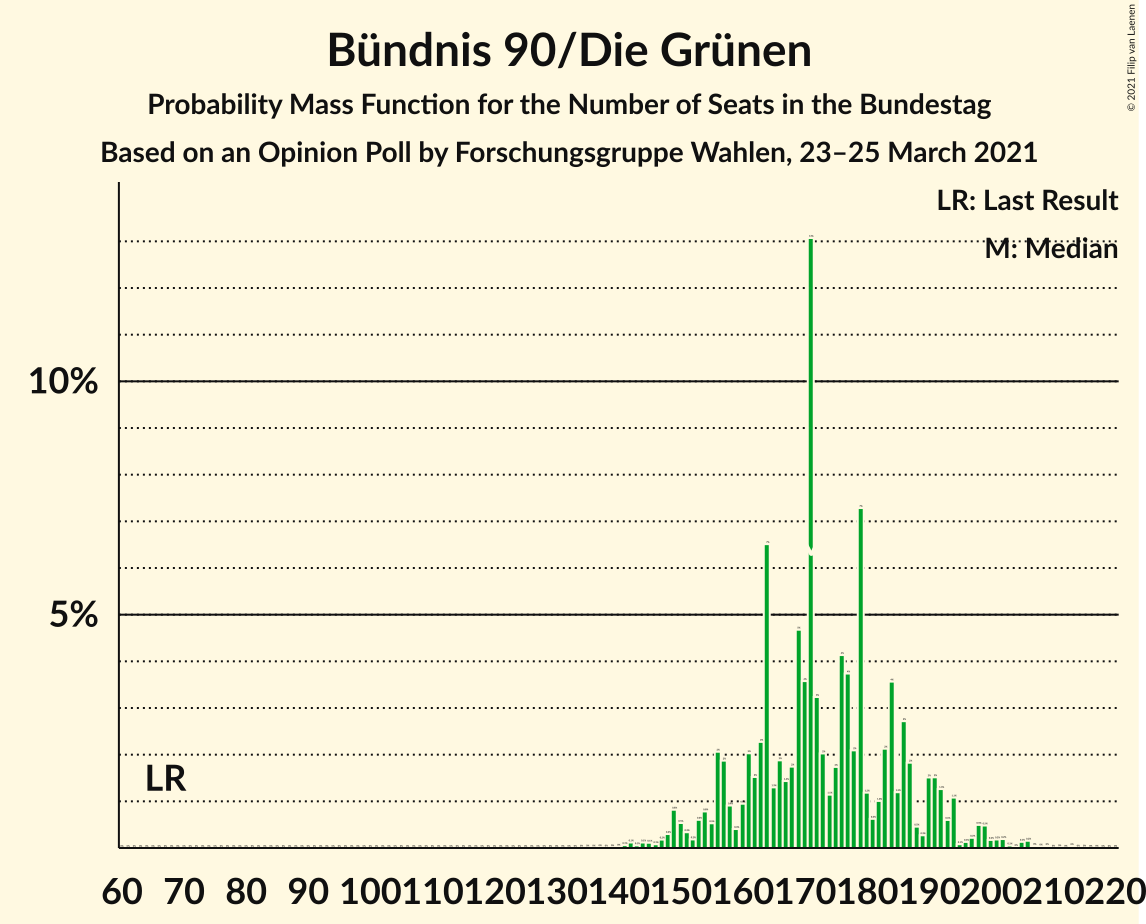 Bündnis 90/Die Grünen
Probability Mass Function for the Number of Seats in the Bundestag
Based on an Opinion Poll by Forschungsgruppe Wahlen, 23–25 March 2021
© 2021 Filip van Laenen
LR: Last Result
M: Median
10%
5%
LR
60 70 80 90 100 110 120 130 140 150 160 170 180 190 200 210 220